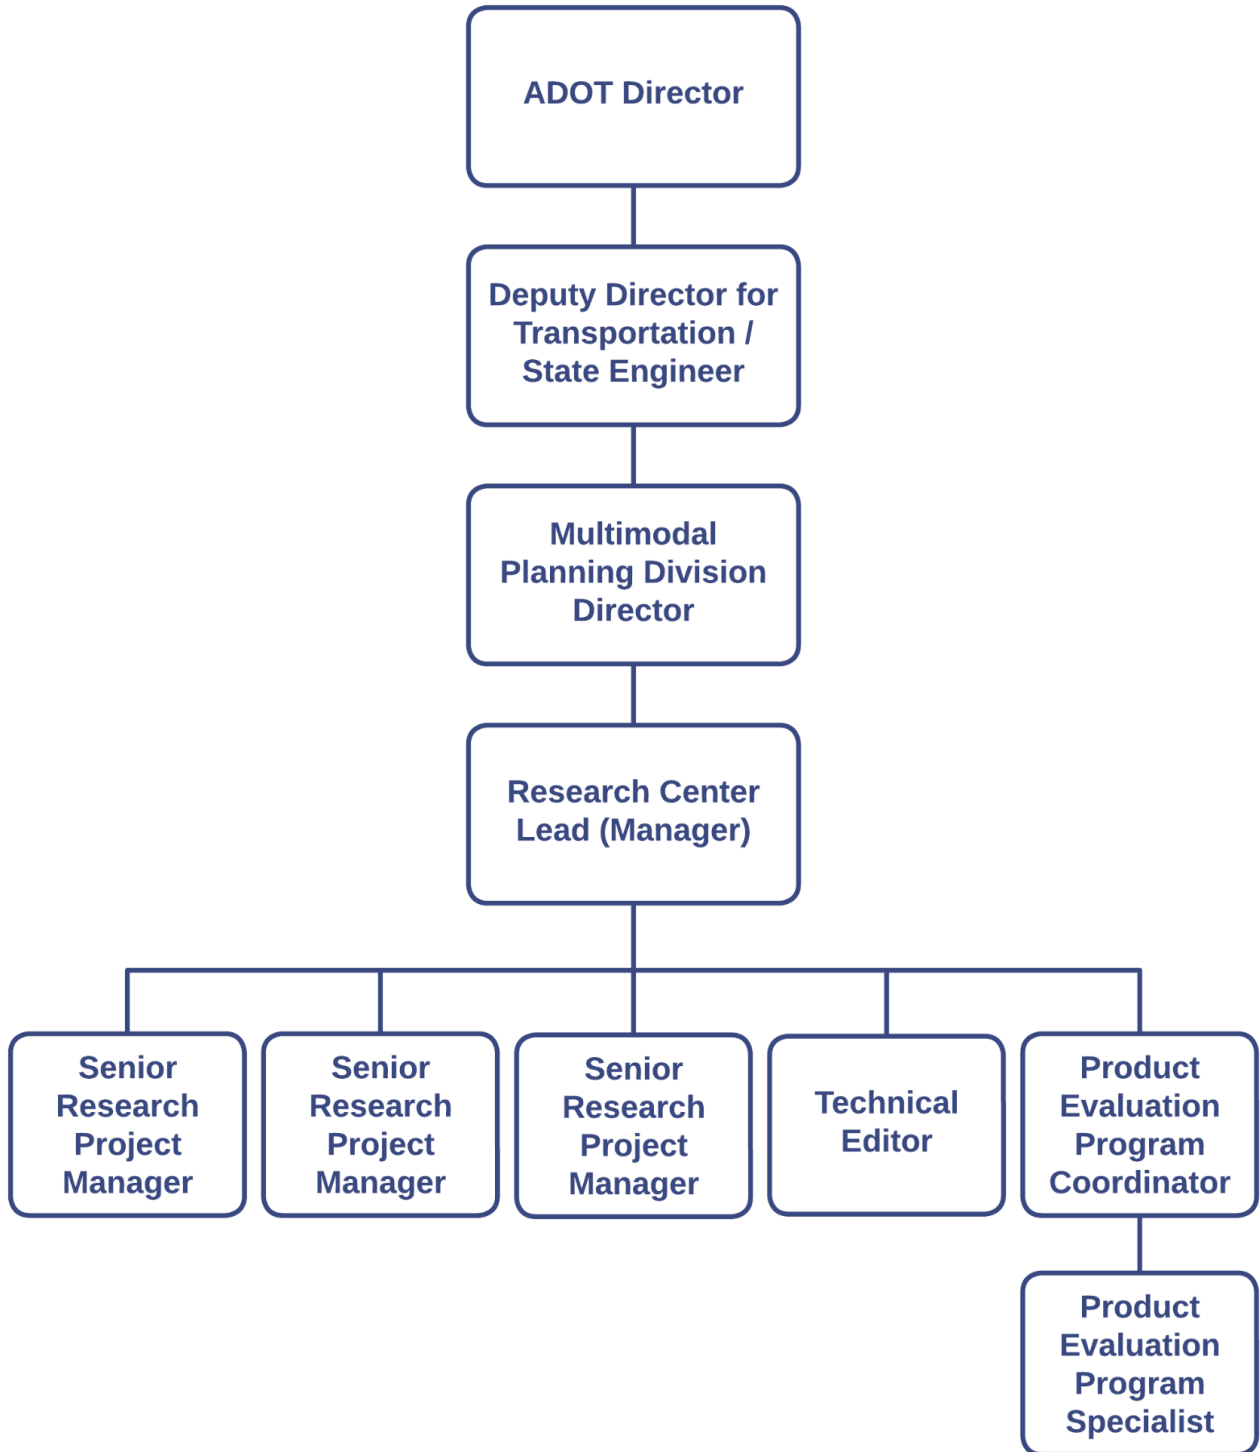 ADOT Director
Deputy Director for
Transportation /
State Engineer
Multimodal
Planning Division
Director
Research Center
Lead (Manager)
Senior
Research
Project
Manager
Senior
Research
Project
Manager
Senior
Research
Project
Manager
Technical
Editor
Product
Evaluation
Program
Coordinator
Product
Evaluation
Program
Specialist